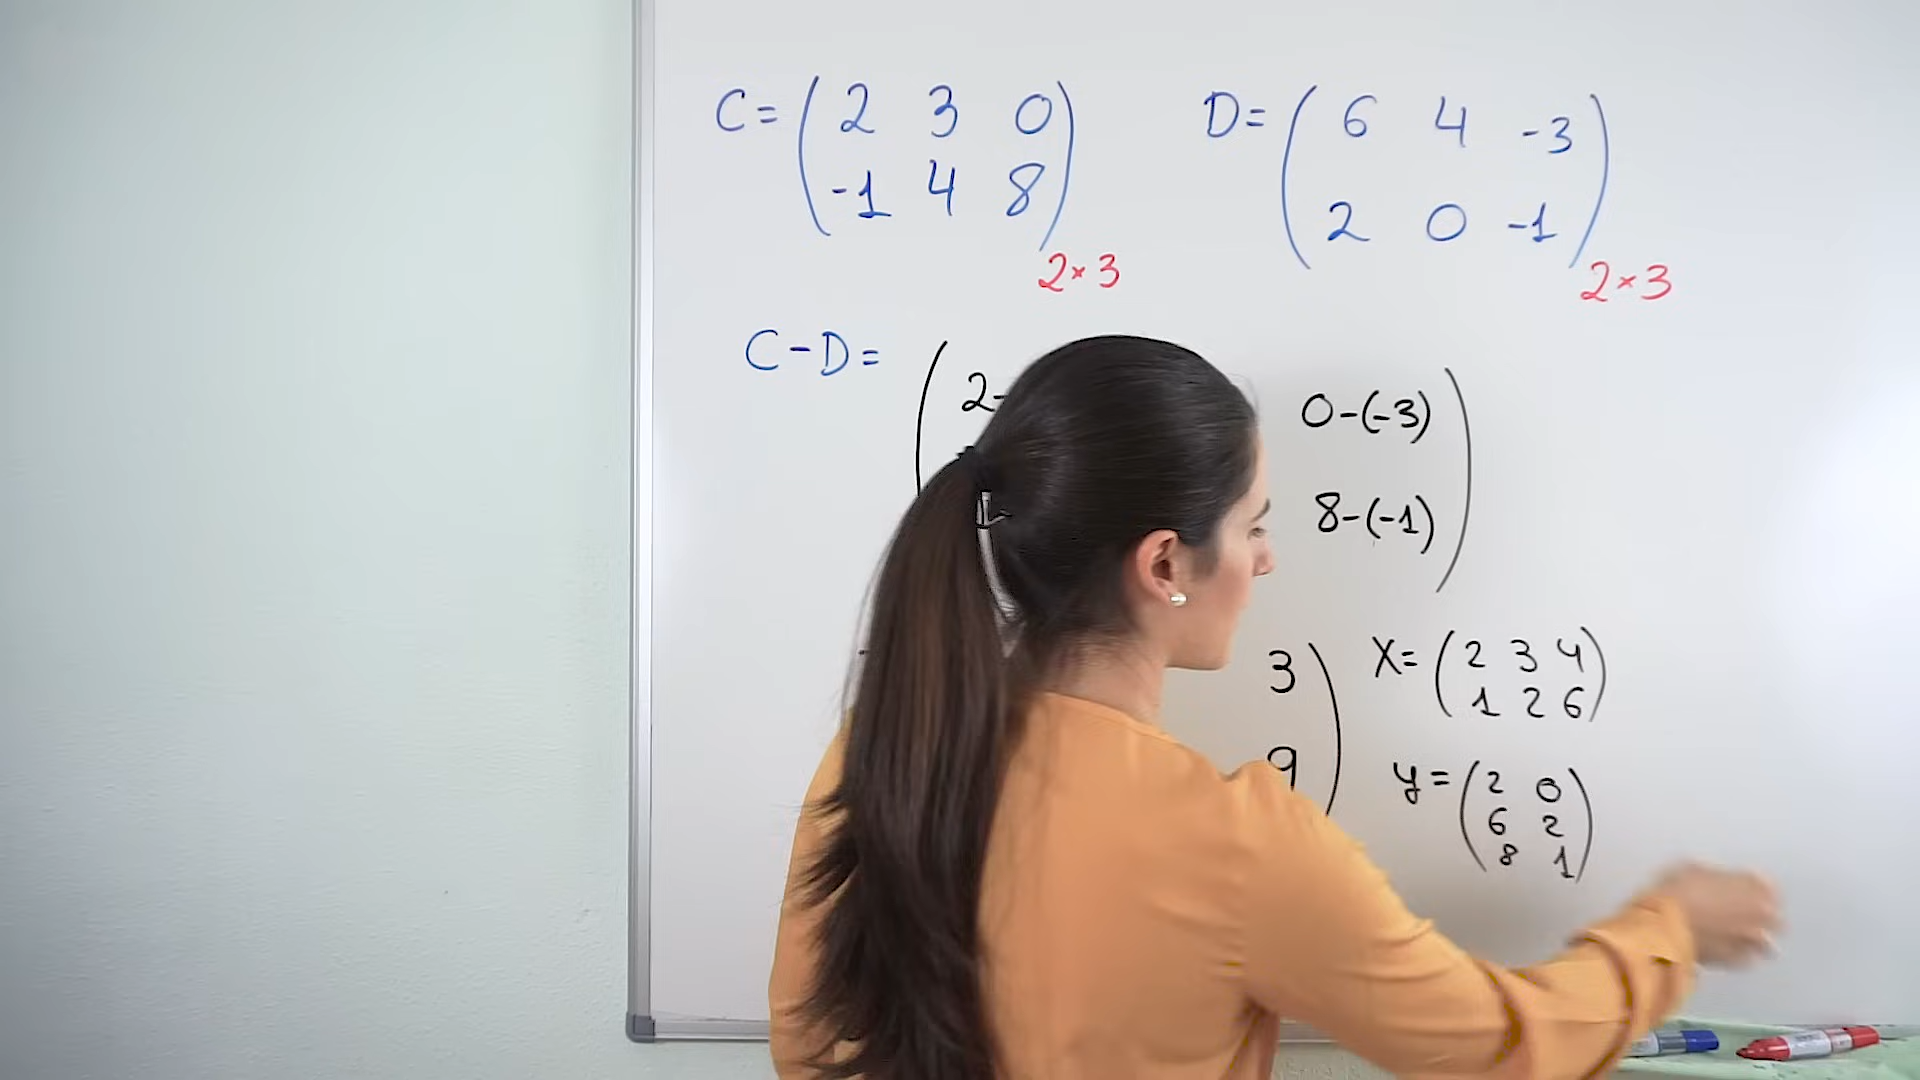 C= ( 2 3 0 -1 4 8 ) 2×3
D= ( 6 4 -3 2 0 -1 ) 2×3
C-D=
( 2- 0-(-3)
8-(-1) )
3
9 )
X= ( 2 3 4
1 2 6 )
y= ( 2 0
6 2
8 1 )